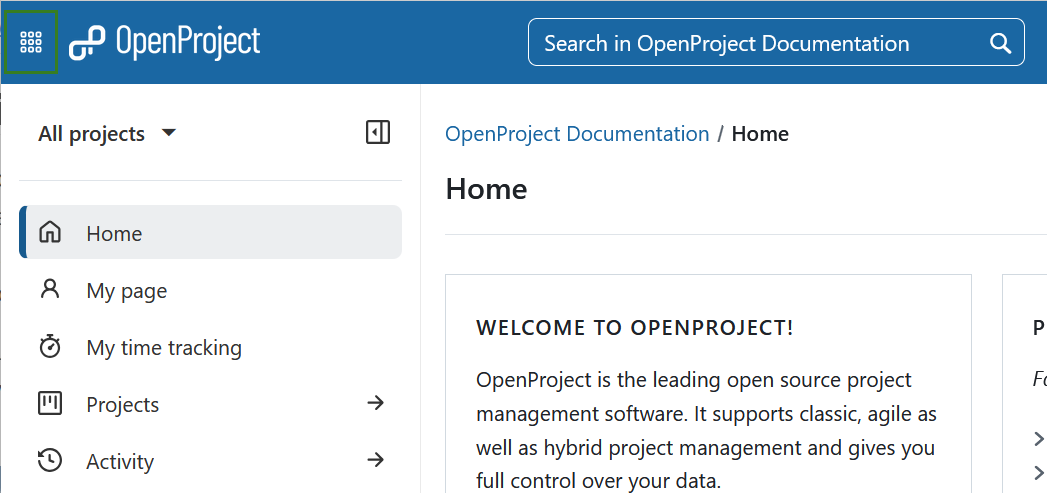 OpenProject
Search in OpenProject Documentation
All projects
Home
My page
My time tracking
Projects
Activity
OpenProject Documentation / Home
Home
WELCOME TO OPENPROJECT!
OpenProject is the leading open source project
management software. It supports classic, agile as
well as hybrid project management and gives you
full control over your data.
P